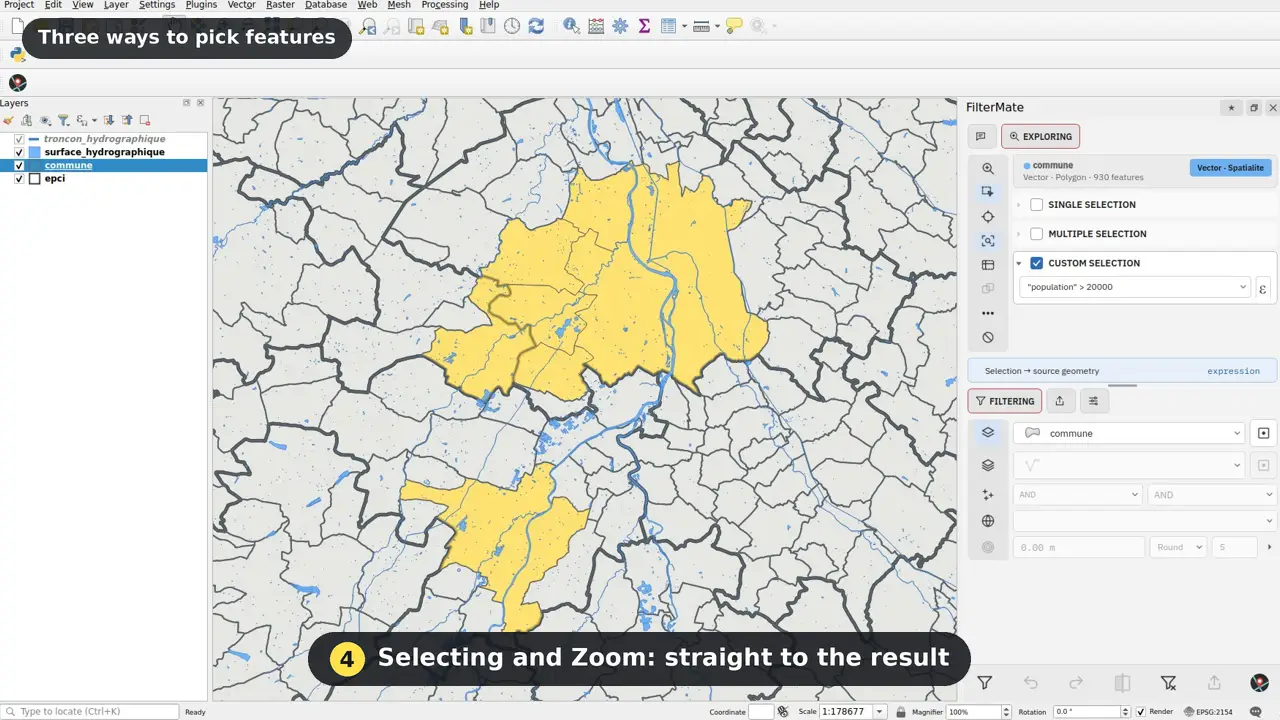 Project Edit View Layer Settings Plugins Vector Raster Database Web Mesh Processing Help
Three ways to pick features
Layers
troncon_hydrographique
surface_hydrographique
commune
epci
FilterMate
EXPLORING
commune
Vector · Polygon · 930 features
Vector · Spatialite
SINGLE SELECTION
MULTIPLE SELECTION
CUSTOM SELECTION
"population" > 20000
ε
Selection → source geometry
expression
FILTERING
commune
AND
AND
0.00 m
Round
5
4 Selecting and Zoom: straight to the result
Type to locate (Ctrl+K)
Ready
Coordinate
Scale 1:178677
Magnifier 100%
Rotation 0.0 °
Render
EPSG:2154